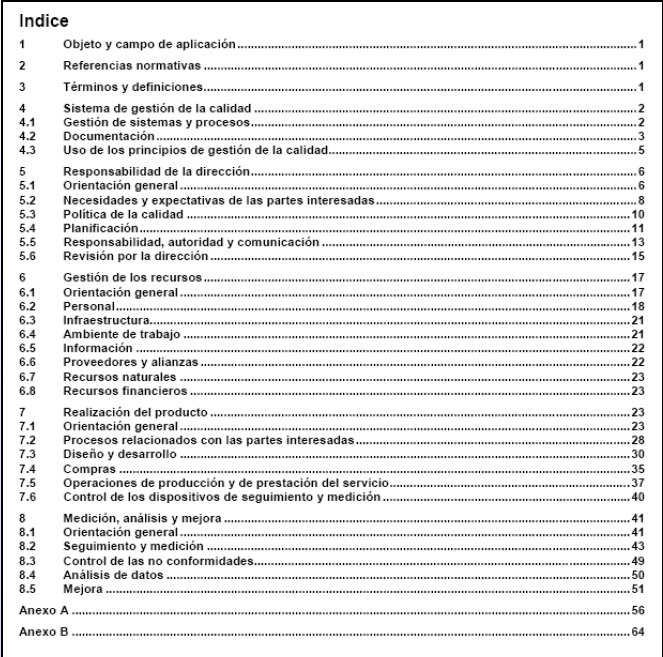 Indice
1 Objeto y campo de aplicación 1
2 Referencias normativas 1
3 Términos y definiciones 1
4 Sistema de gestión de la calidad 2
4.1 Gestión de sistemas y procesos 2
4.2 Documentación 3
4.3 Uso de los principios de gestión de la calidad 5
5 Responsabilidad de la dirección 6
5.1 Orientación general 6
5.2 Necesidades y expectativas de las partes interesadas 8
5.3 Política de la calidad 10
5.4 Planificación 11
5.5 Responsabilidad, autoridad y comunicación 13
5.6 Revisión por la dirección 15
6 Gestión de los recursos 17
6.1 Orientación general 17
6.2 Personal 18
6.3 Infraestructura 21
6.4 Ambiente de trabajo 21
6.5 Información 22
6.6 Proveedores y alianzas 22
6.7 Recursos naturales 23
6.8 Recursos financieros 23
7 Realización del producto 23
7.1 Orientación general 23
7.2 Procesos relacionados con las partes interesadas 28
7.3 Diseño y desarrollo 30
7.4 Compras 35
7.5 Operaciones de producción y de prestación del servicio 37
7.6 Control de los dispositivos de seguimiento y medición 40
8 Medición, análisis y mejora 41
8.1 Orientación general 41
8.2 Seguimiento y medición 43
8.3 Control de las no conformidades 49
8.4 Análisis de datos 50
8.5 Mejora 51
Anexo A 56
Anexo B 64